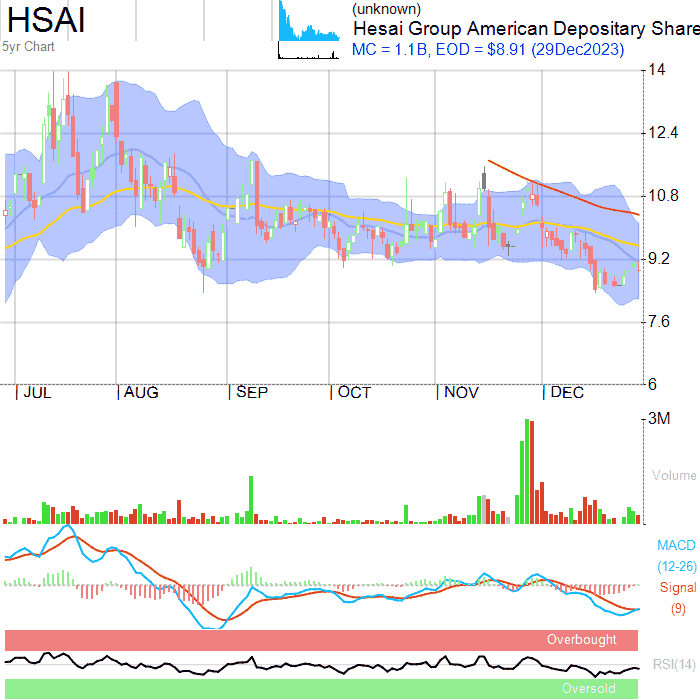 HSAI
5yr Chart
(unknown)
Hesai Group American Depositary Share
MC = 1.1B, EOD = $8.91 (29Dec2023)
14
12.4
10.8
9.2
7.6
6
JUL AUG SEP OCT NOV DEC
3M
Volume
MACD
(12-26)
Signal
(9)
Overbought
RSI(14)
Oversold